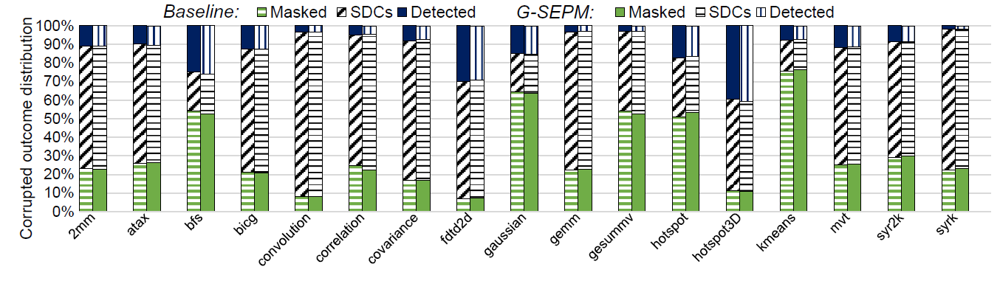 Baseline: Masked SDCs Detected G-SEPM: Masked SDCs Detected
Corrupted outcome distribution
100%
90%
80%
70%
60%
50%
40%
30%
20%
10%
0%
2mm
atax
bfs
bicg
convolution
correlation
covariance
fdtd2d
gaussian
gemm
gesummv
hotspot
hotspot3D
kmeans
mvt
syr2k
syrk